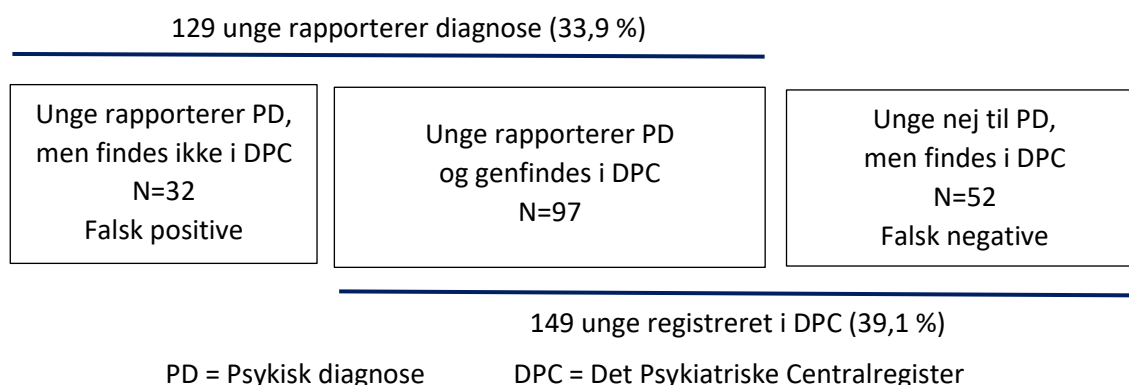 129 unge rapporterer diagnose (33,9 %)
Unge rapporterer PD,
men findes ikke i DPC
N=32
Falsk positive
Unge rapporterer PD
og genfindes i DPC
N=97
Unge nej til PD,
men findes i DPC
N=52
Falsk negative
149 unge registreret i DPC (39,1 %)
PD = Psykisk diagnose DPC = Det Psykiatriske Centralregister